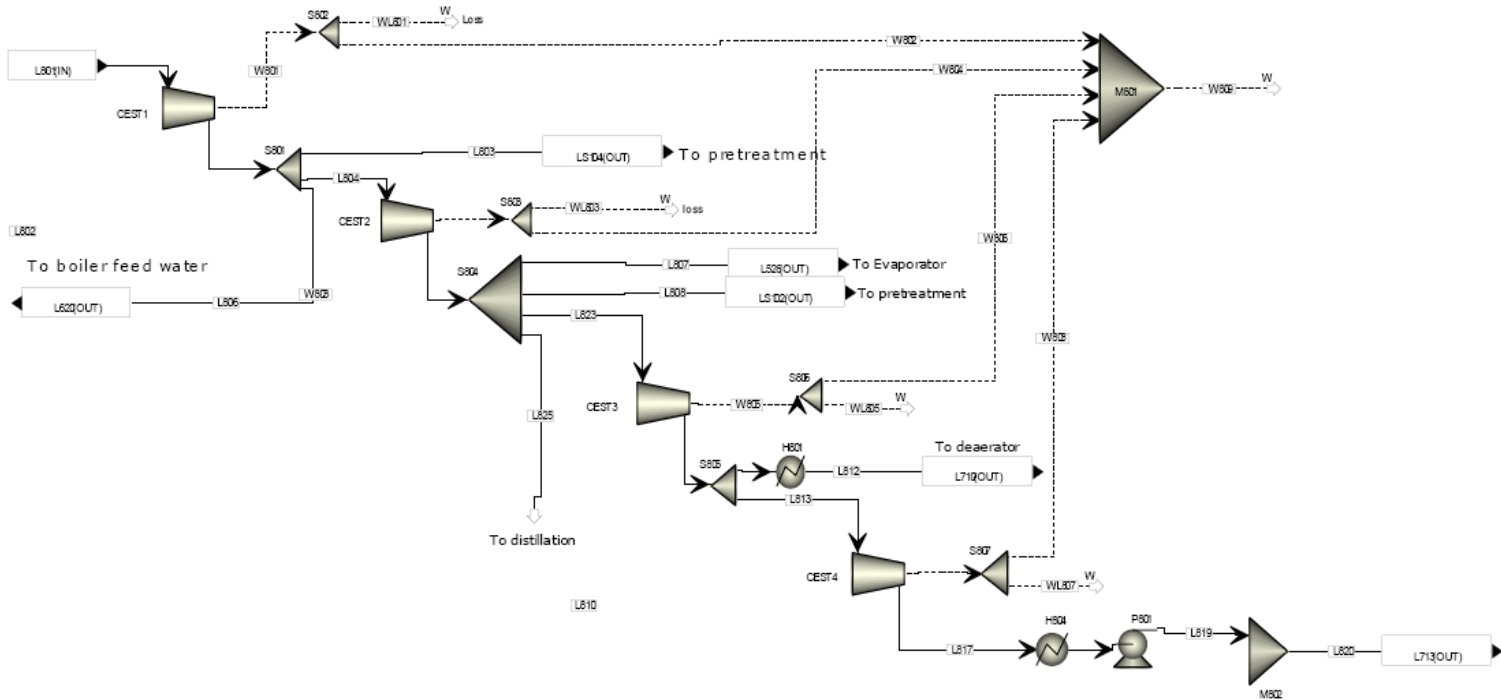 S802
WL801
W
Loss
W802
L801(IN)
W801
W804
W
W809
M801
CEST1
S801
L803
LS104(OUT)
To pretreatment
L804
S803
WL803
W
loss
CEST2
L802
W806
To boiler feed water
S804
L807
L526(OUT)
To Evaporator
L808
LS102(OUT)
To pretreatment
L620(OUT)
L806
W803
L823
W808
S806
CEST3
W805
WL805
W
L825
H801
To deaerator
S805
L812
L710(OUT)
L813
To distillation
S807
CEST4
W
WL807
L810
H804
P801
L819
L817
L820
L713(OUT)
M802